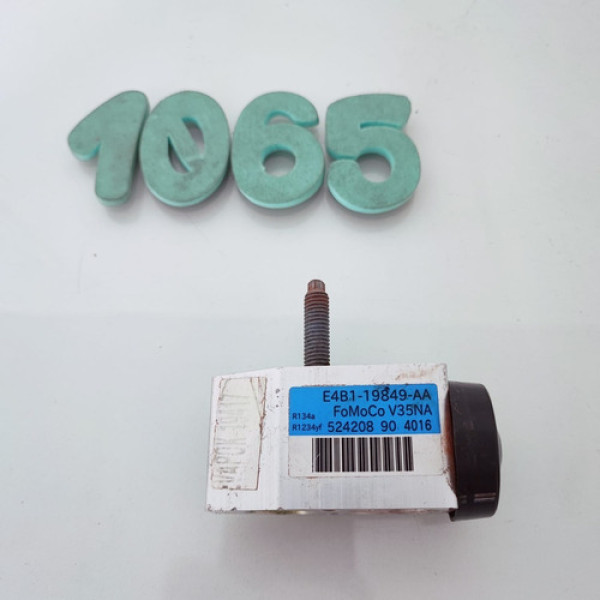 1065
E4B1-19849-AA
R134a FoMoCo V35NA
R1234yf 524208 90 4016